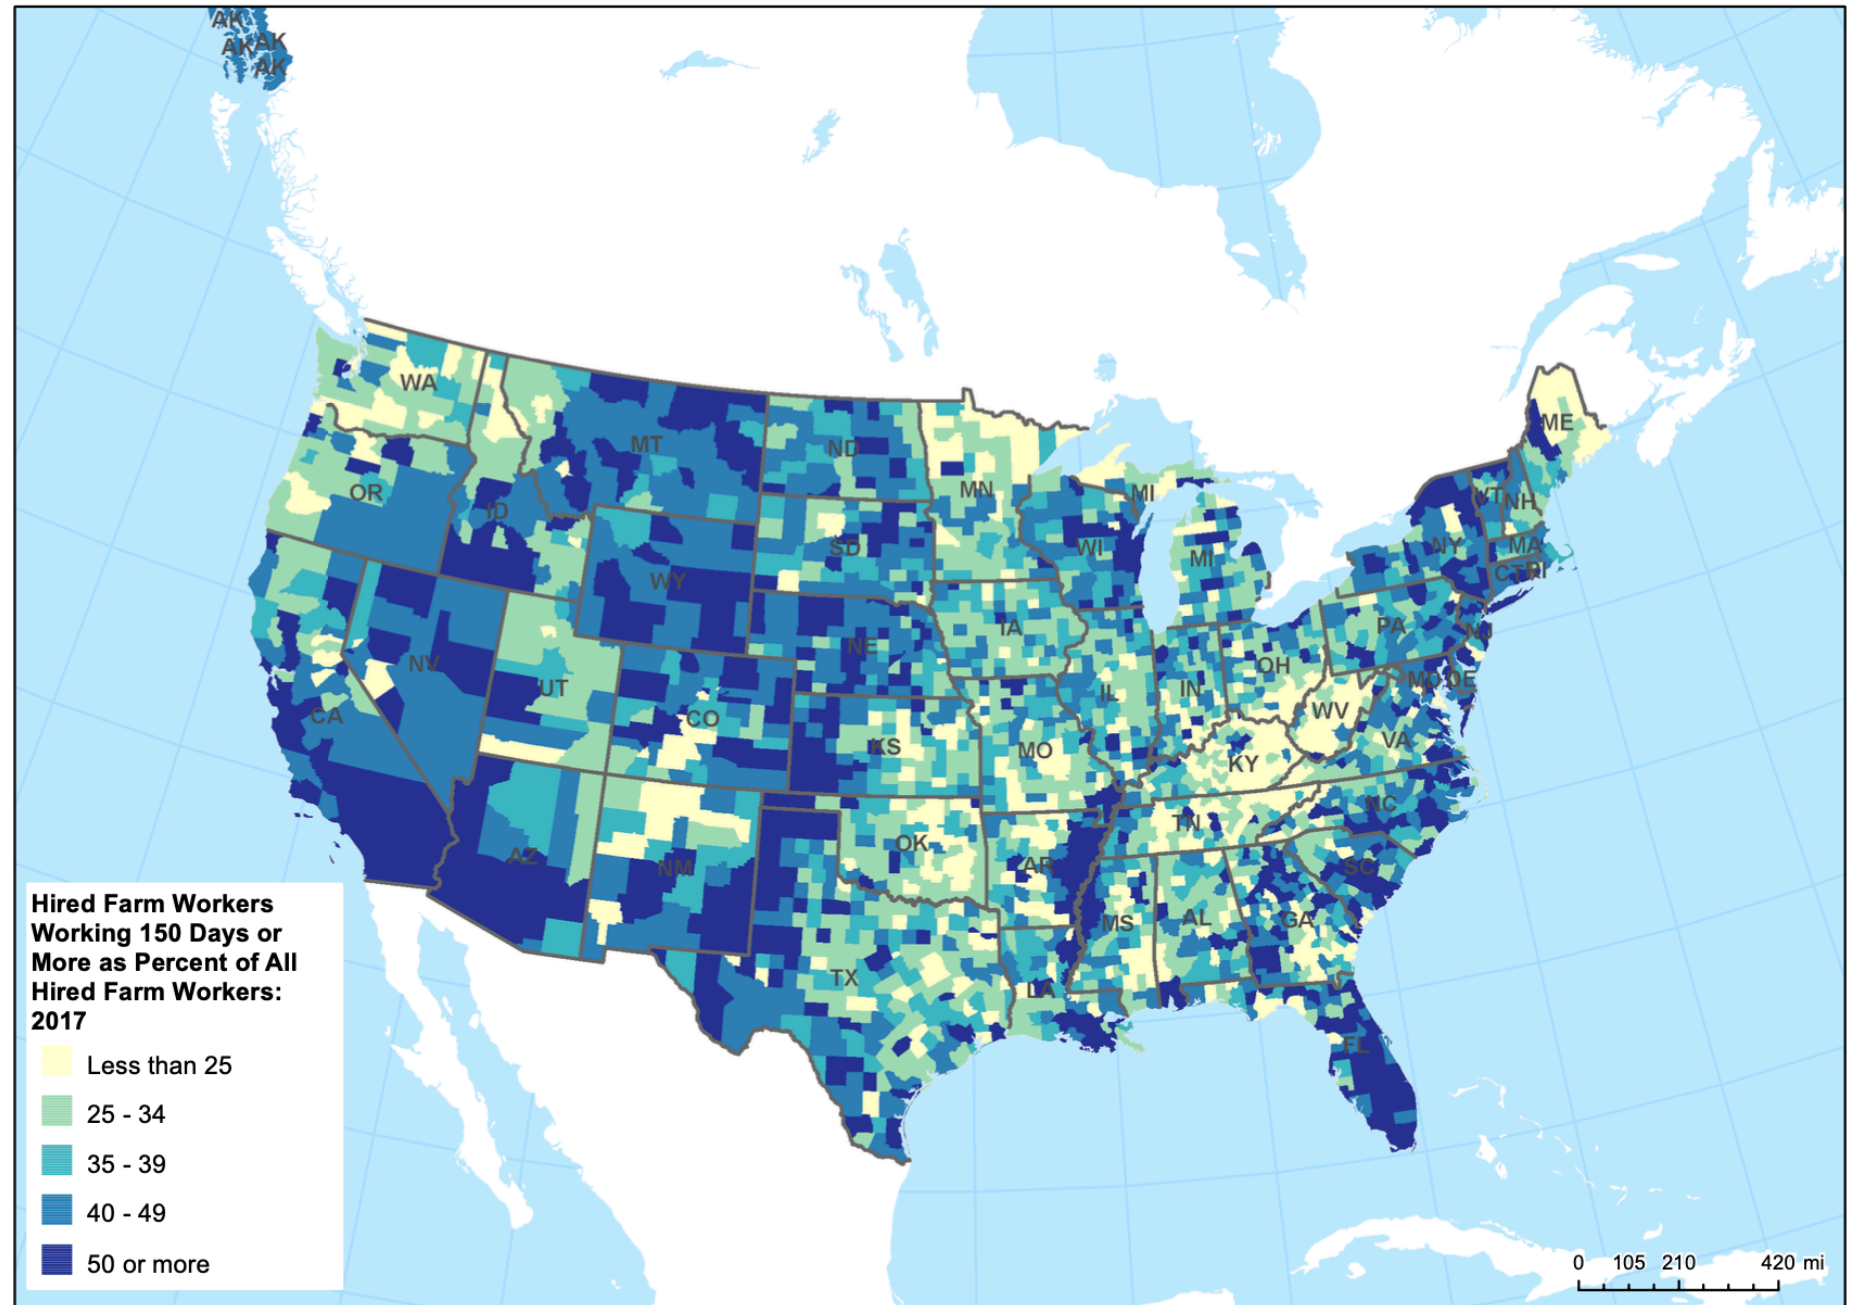 AK
AK AK
AK
WA
MT
ND
MN
ME
OR
ID
SD
WI
MI
MI
VT
NH
NY
MA
CT RI
WY
IA
NE
PA
NJ
NV
UT
CO
IL
IN
OH
MD DE
WV
VA
CA
KS
MO
KY
NC
TN
AZ
NM
OK
AR
SC
MS
AL
GA
TX
LA
FL
Hired Farm Workers
Working 150 Days or
More as Percent of All
Hired Farm Workers:
2017
Less than 25
25 - 34
35 - 39
40 - 49
50 or more
0 105 210 420 mi